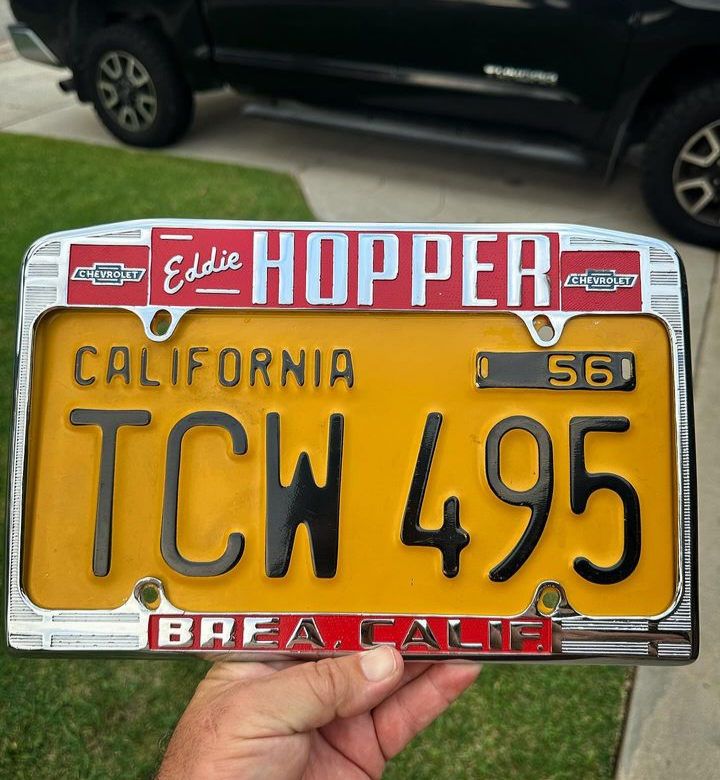 CHEVROLET Eddie HOPPER CHEVROLET
CALIFORNIA 56
TCW 495
BREA, CALIF.